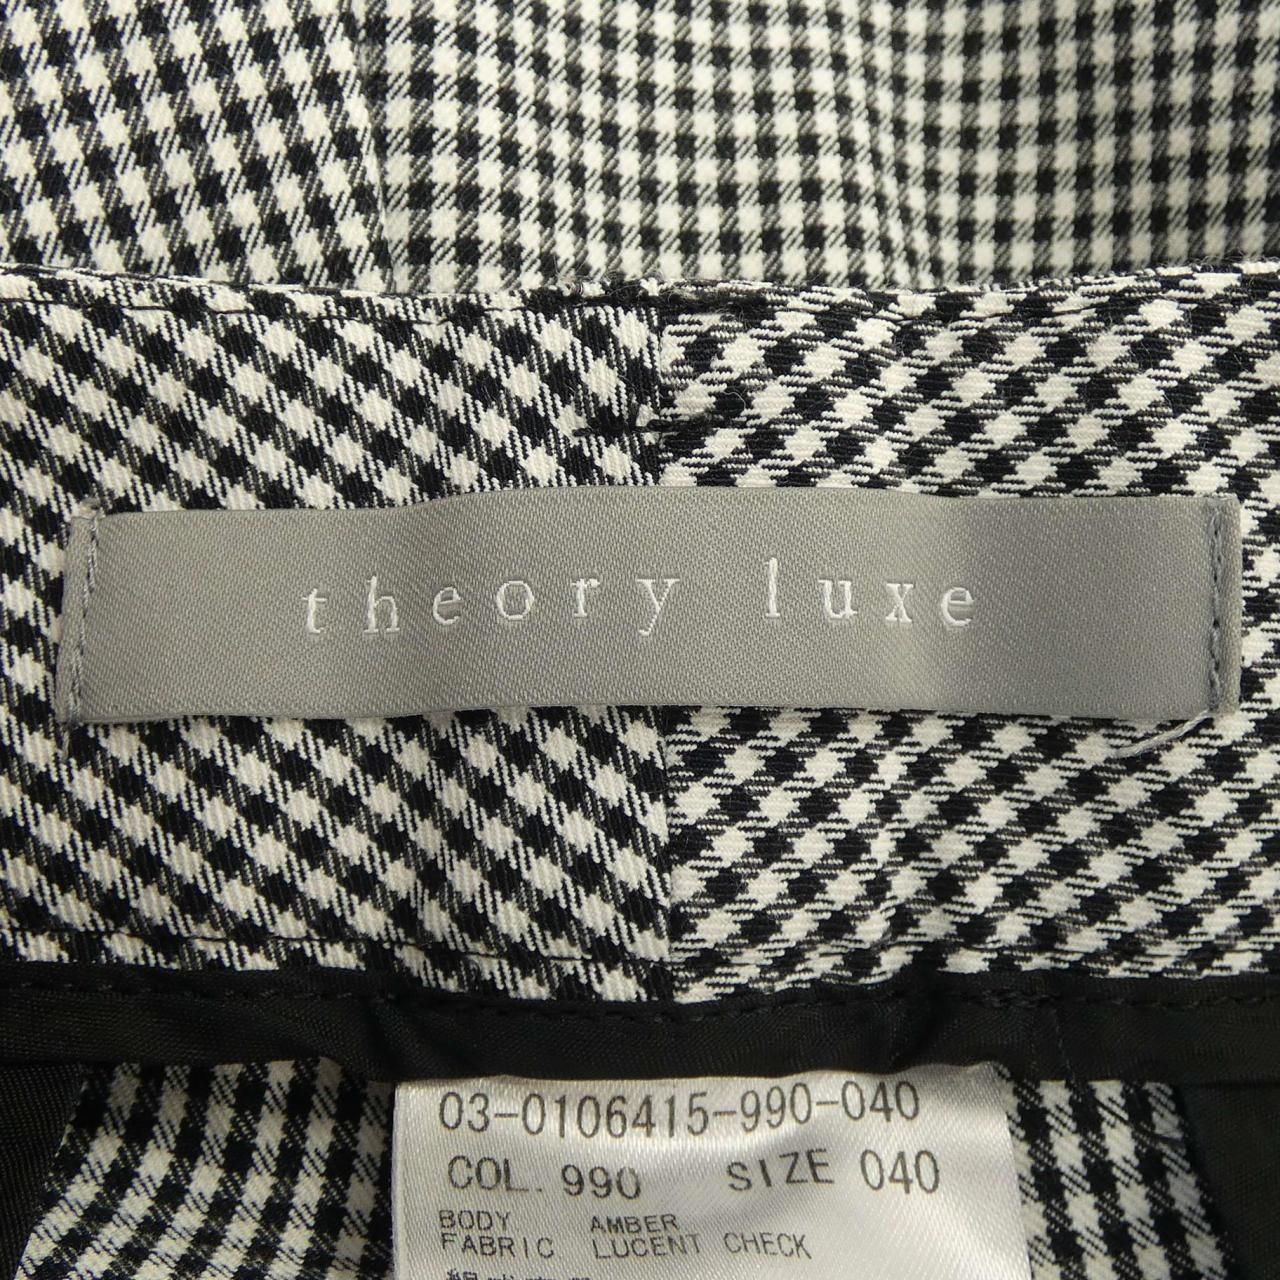 theory luxe
03-0106415-990-040
COL. 990 SIZE 040
BODY AMBER
FABRIC LUCENT CHECK